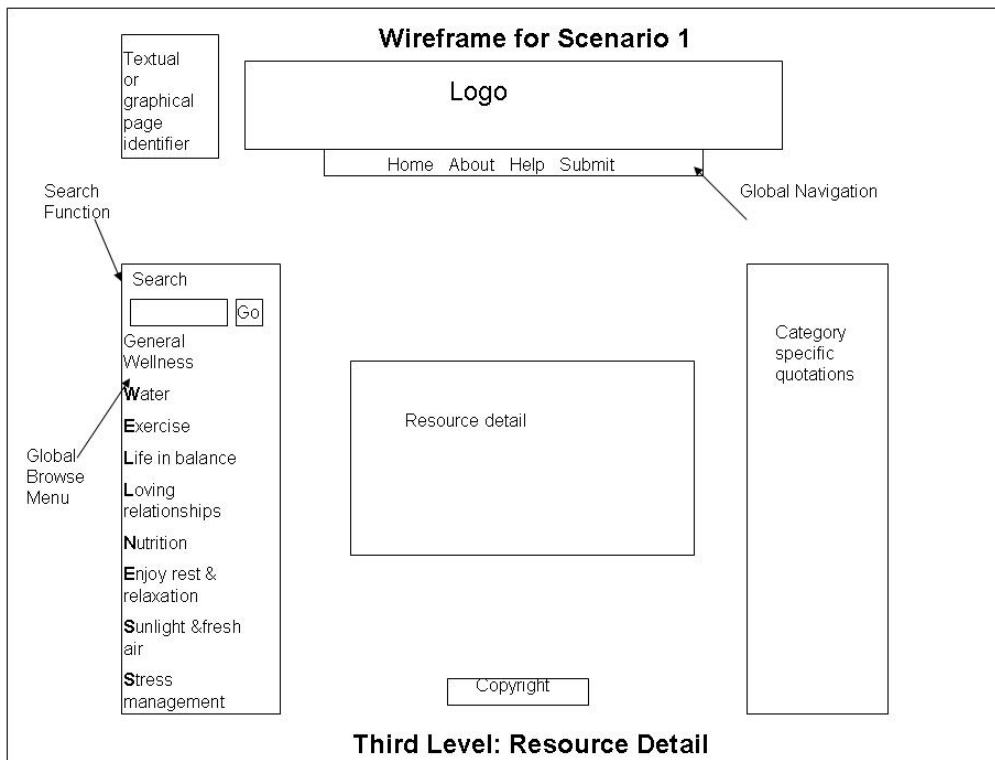 Wireframe for Scenario 1
Textual
or
graphical
page
identifier
Logo
Home About Help Submit
Global Navigation
Search
Function
Search
Go
General
Wellness
Water
Exercise
Life in balance
Loving
relationships
Nutrition
Enjoy rest &
relaxation
Sunlight &fresh
air
Stress
management
Global
Browse
Menu
Resource detail
Category
specific
quotations
Copyright
Third Level: Resource Detail